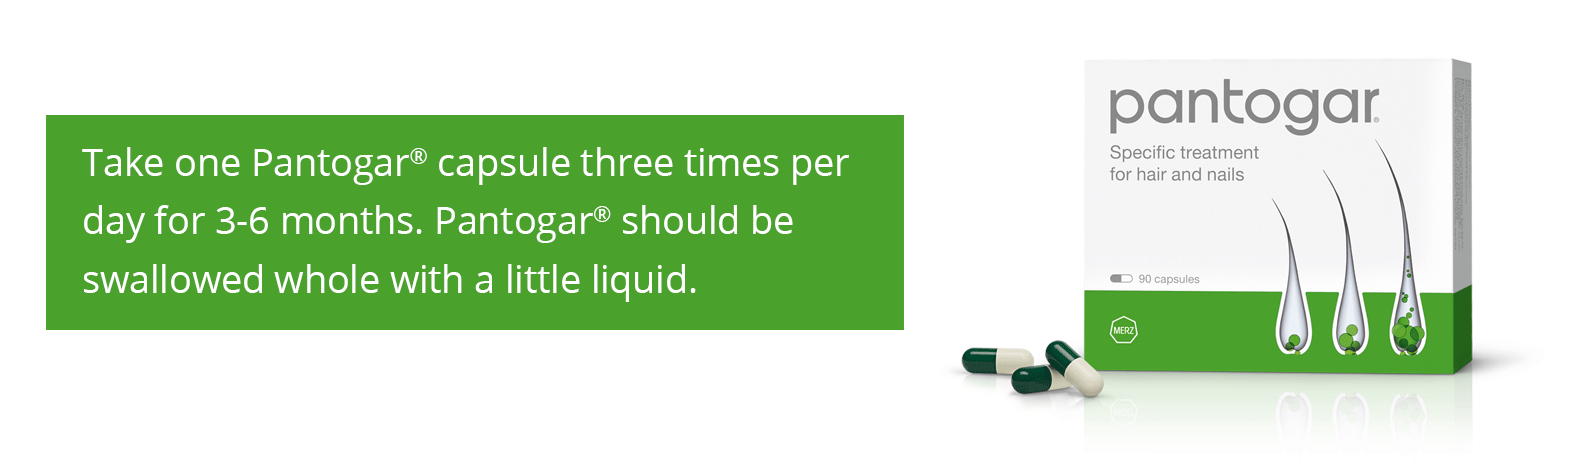 Take one Pantogar® capsule three times per
day for 3-6 months. Pantogar® should be
swallowed whole with a little liquid.
pantogar®
Specific treatment
for hair and nails
90 capsules
MERZ